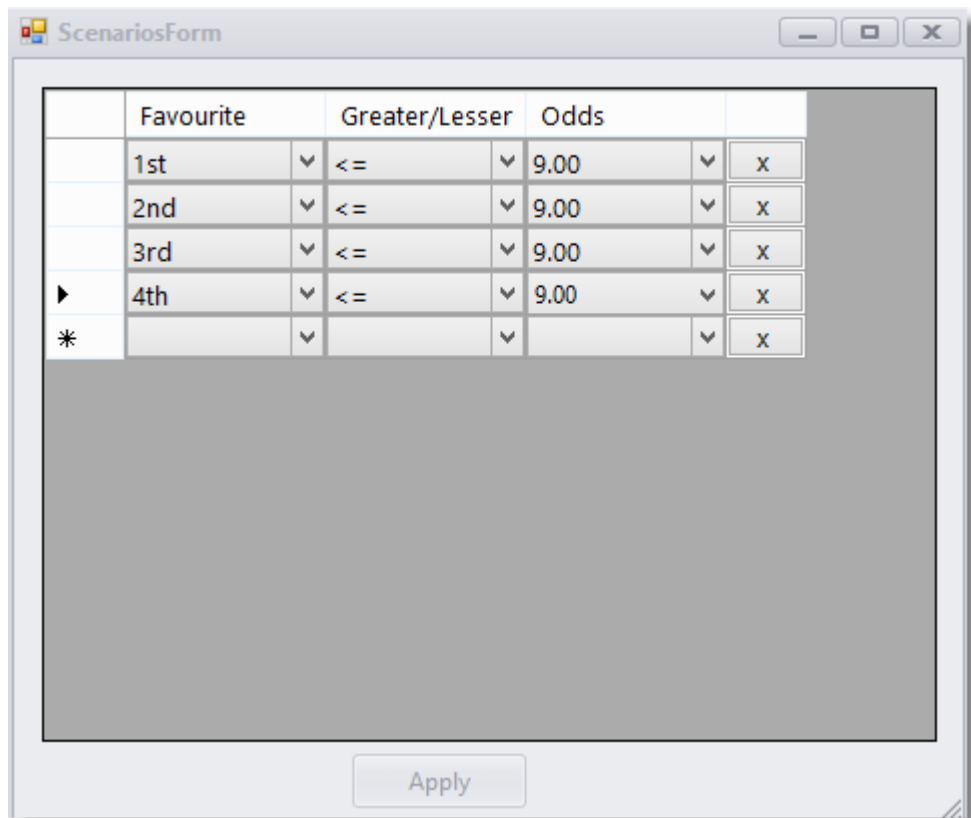 ScenariosForm
Favourite Greater/Lesser Odds
1st <= 9.00 x
2nd <= 9.00 x
3rd <= 9.00 x
4th <= 9.00 x
x
Apply